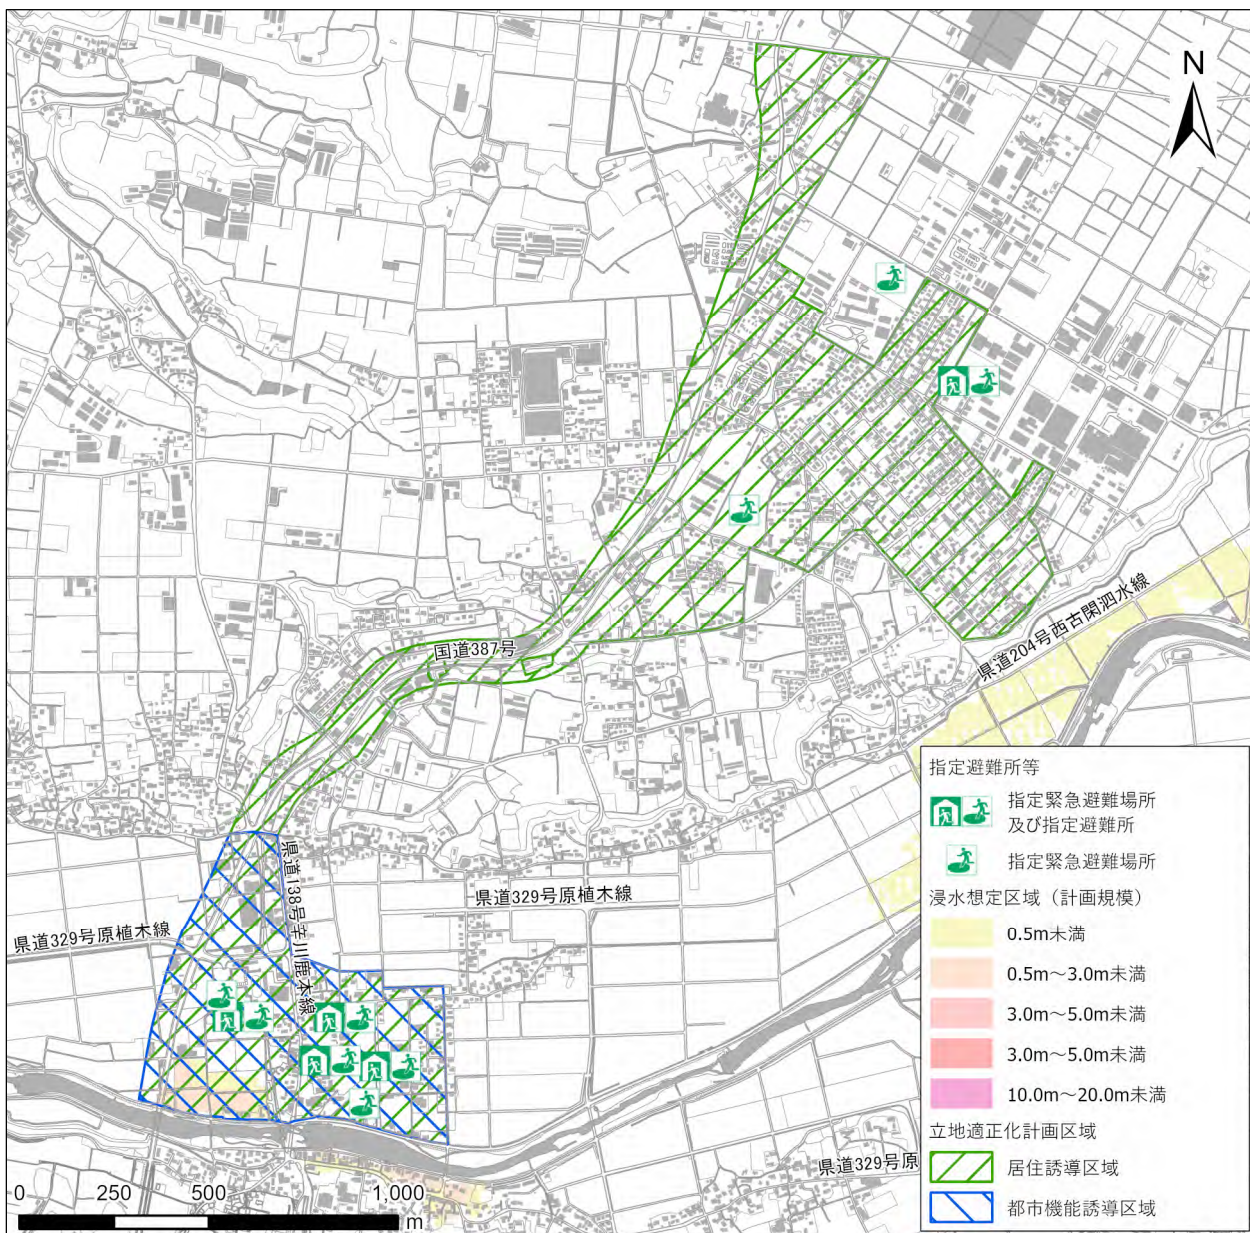 N
国道387号
県道204号西古閑泗水線
県道138号辛川鹿本線
県道329号原植木線
県道329号原植木線
県道329号原
0 250 500 1,000
m
指定避難所等
指定緊急避難場所
及び指定避難所
指定緊急避難場所
浸水想定区域（計画規模）
0.5m未満
0.5m～3.0m未満
3.0m～5.0m未満
3.0m～5.0m未満
10.0m～20.0m未満
立地適正化計画区域
居住誘導区域
都市機能誘導区域